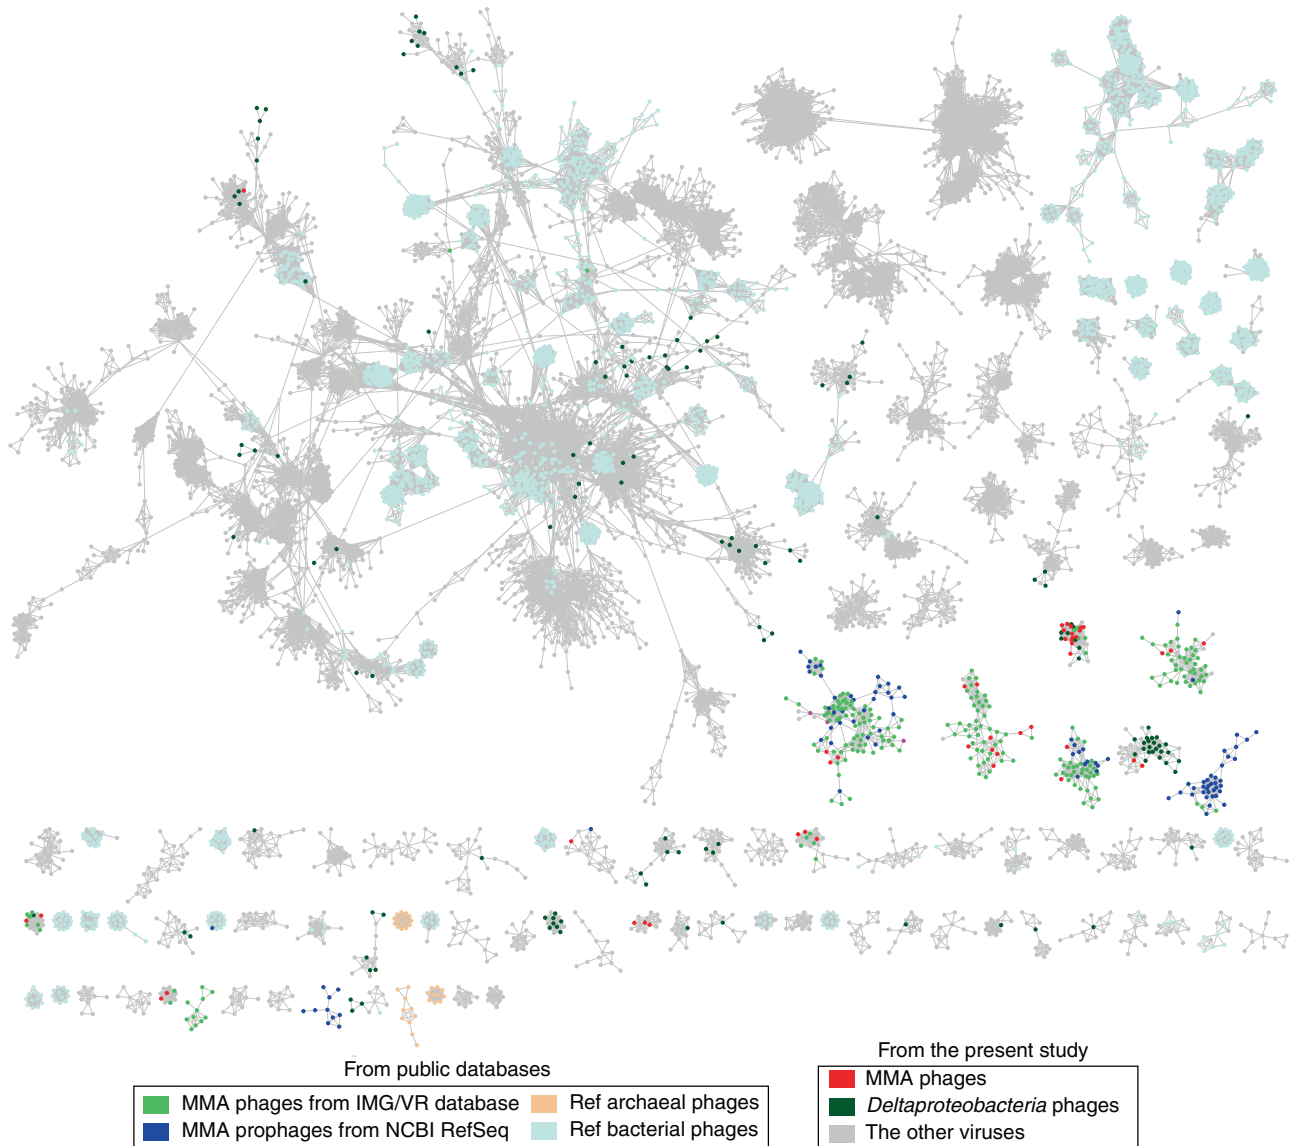 From public databases
MMA phages from IMG/VR database
Ref archaeal phages
MMA prophages from NCBI RefSeq
Ref bacterial phages
From the present study
MMA phages
Deltaproteobacteria phages
The other viruses